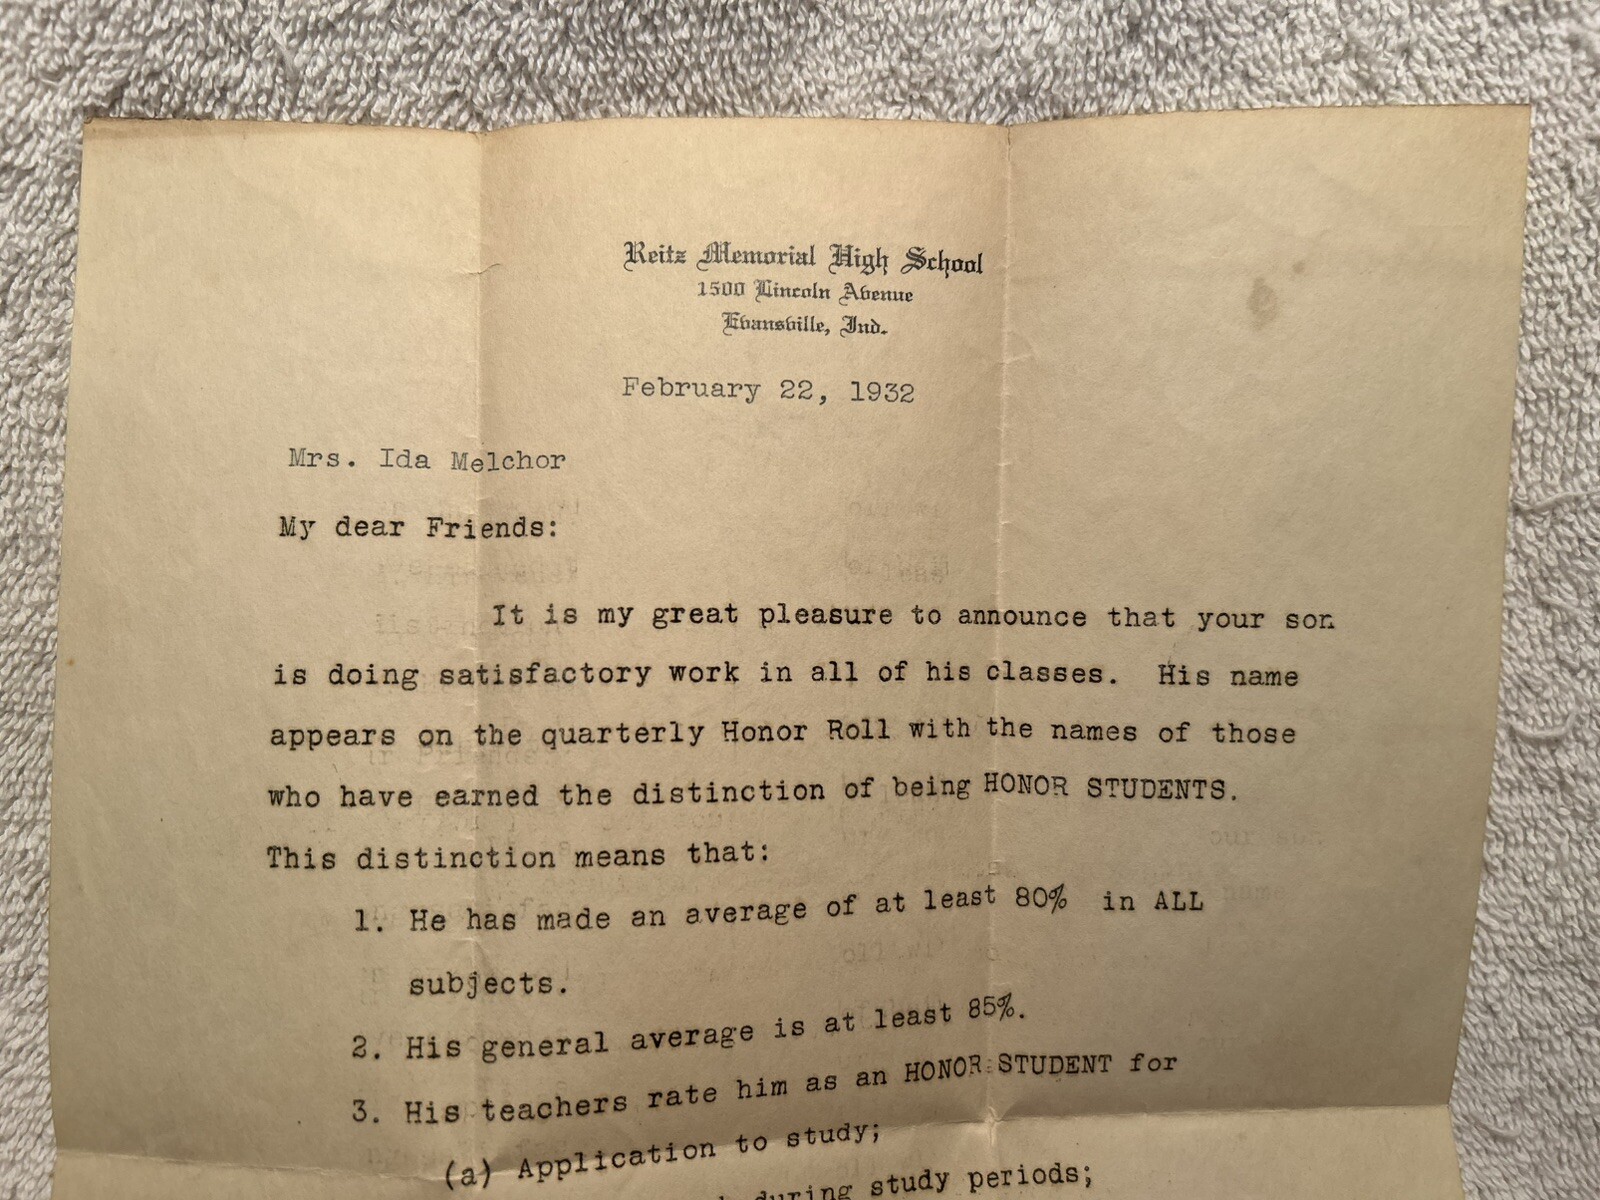 Reitz Memorial High School
1500 Lincoln Avenue
Evansville, Ind.
February 22, 1932
Mrs. Ida Melchor
My dear Friends:
It is my great pleasure to announce that your son
is doing satisfactory work in all of his classes. His name
appears on the quarterly Honor Roll with the names of those
who have earned the distinction of being HONOR STUDENTS.
This distinction means that:
1. He has made an average of at least 80% in ALL
subjects.
2. His general average is at least 85%.
3. His teachers rate him as an HONOR STUDENT for
(a) Application to study;
during study periods;